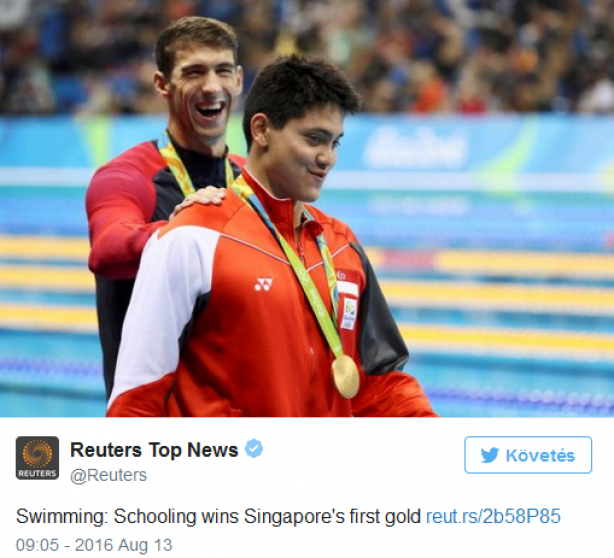 REUTERS
Reuters Top News
@Reuters
Követés
Swimming: Schooling wins Singapore's first gold reut.rs/2b58P85
09:05 - 2016 Aug 13